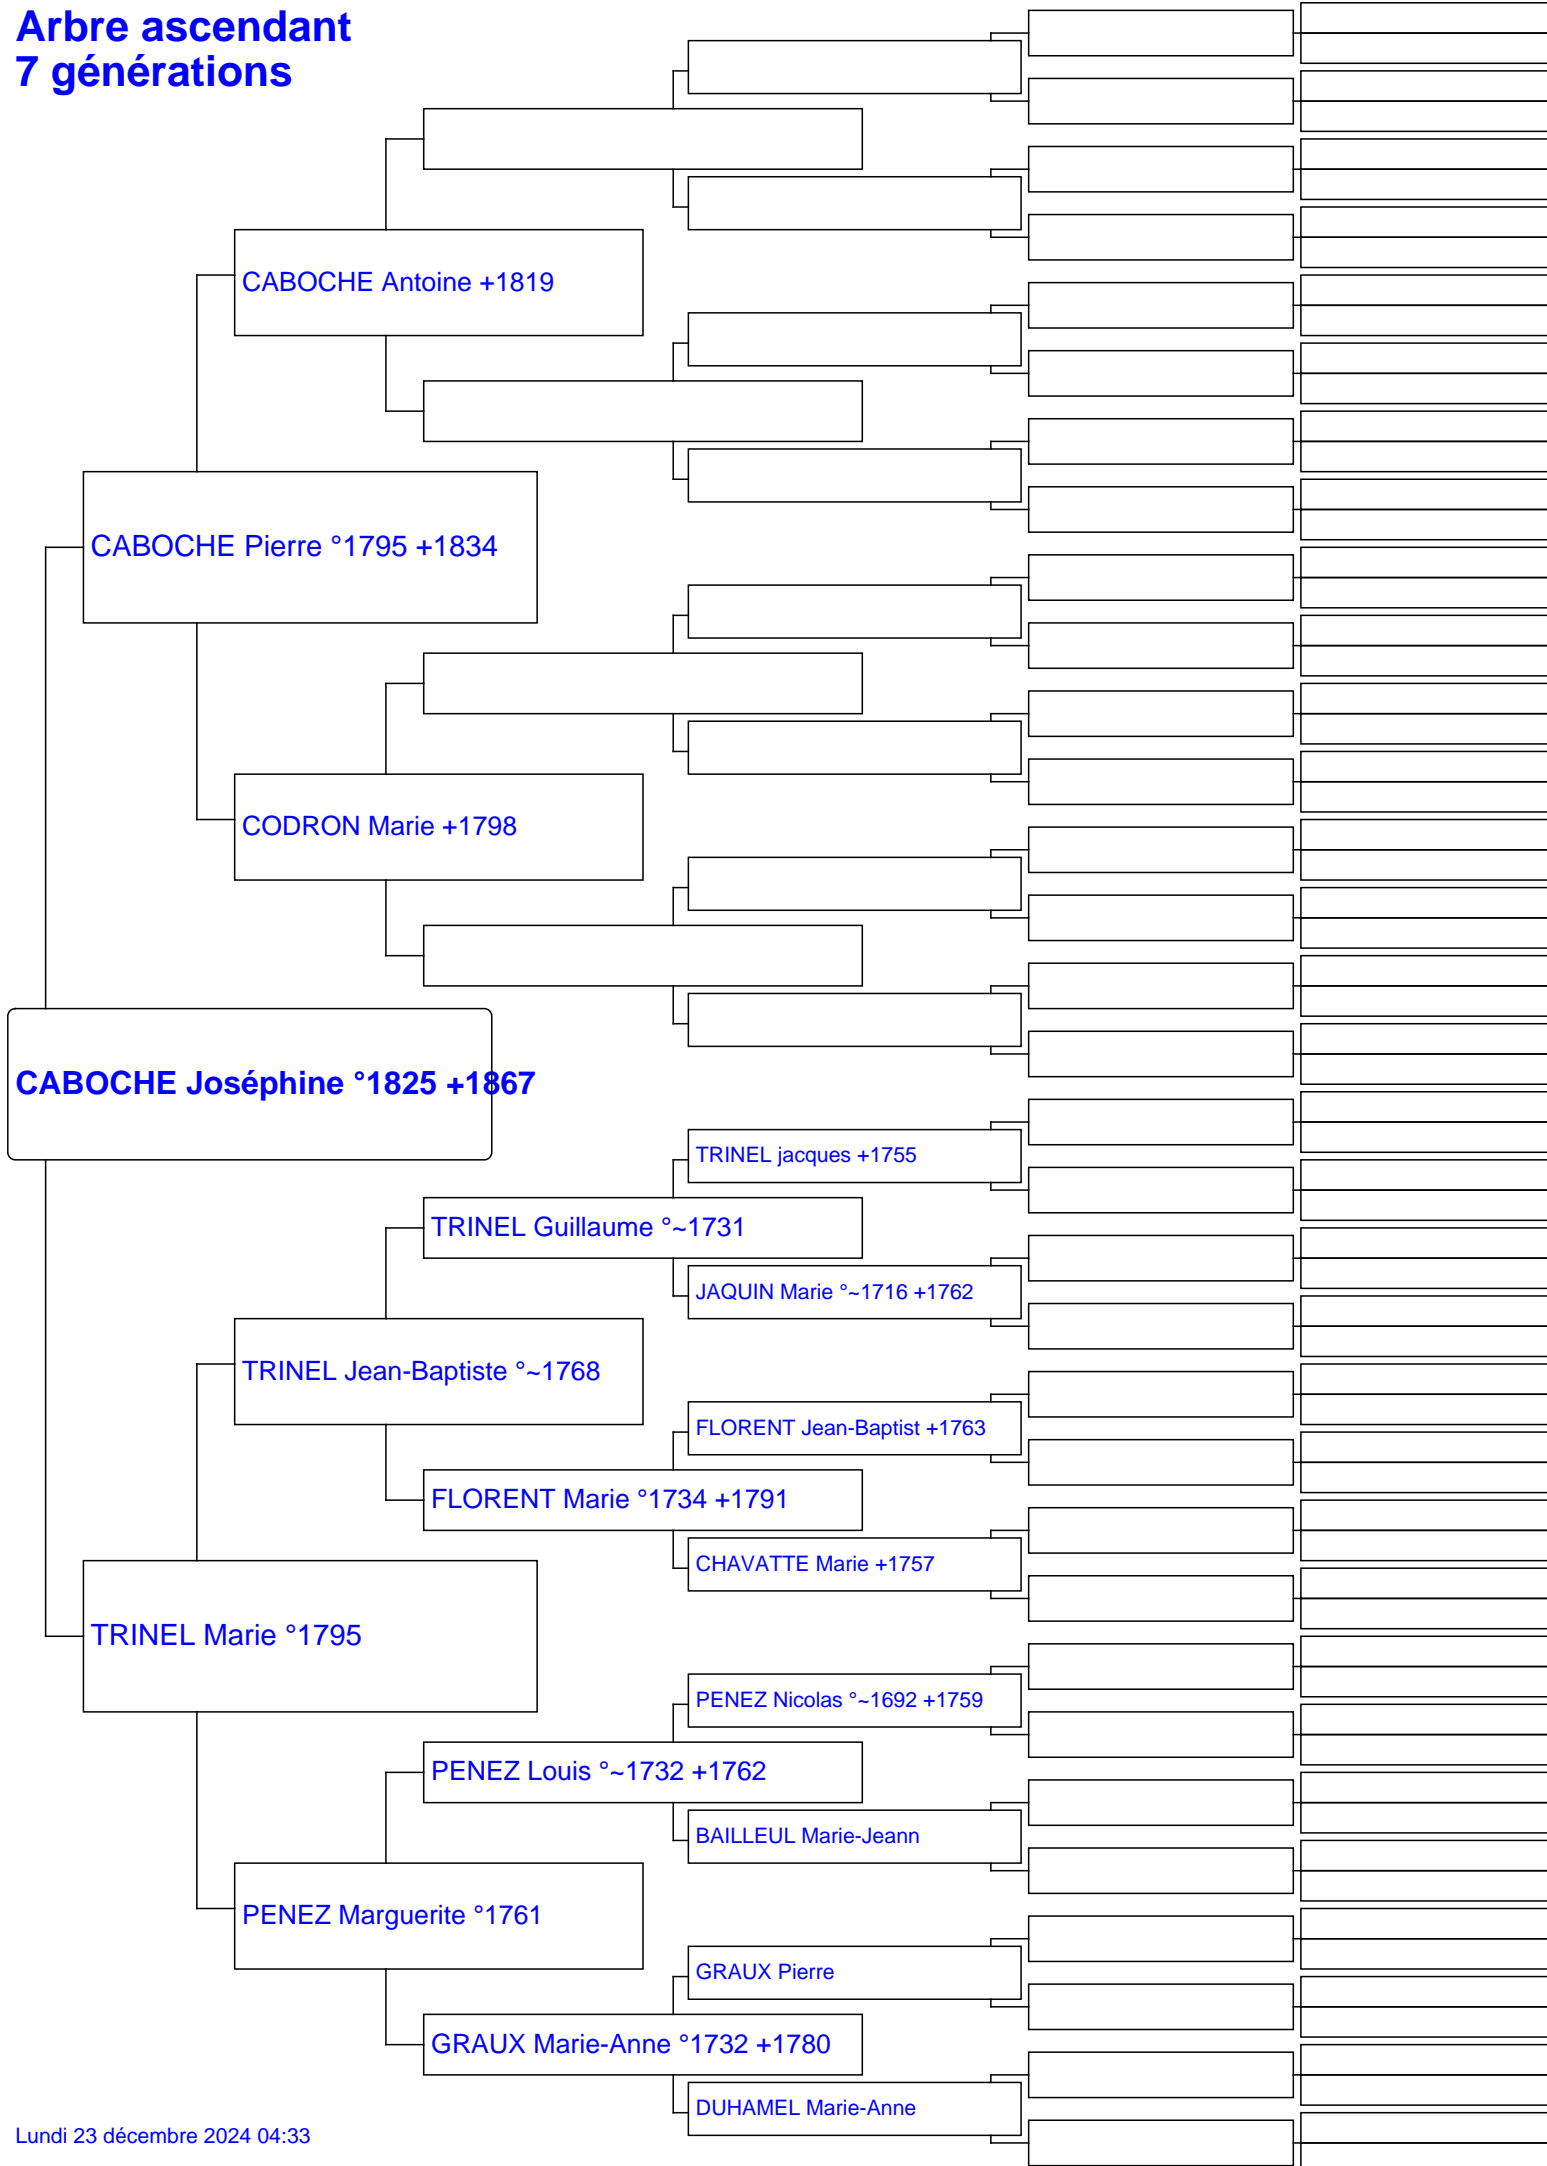 Arbre ascendant
7 générations
CABOCHE Antoine +1819
CABOCHE Pierre °1795 +1834
CODRON Marie +1798
CABOCHE Joséphine °1825 +1867
TRINEL jacques +1755
TRINEL Guillaume °~1731
JAQUIN Marie °~1716 +1762
TRINEL Jean-Baptiste °~1768
FLORENT Jean-Baptist +1763
FLORENT Marie °1734 +1791
CHAVATTE Marie +1757
TRINEL Marie °1795
PENEZ Nicolas °~1692 +1759
PENEZ Louis °~1732 +1762
BAILLEUL Marie-Jeann
PENEZ Marguerite °1761
GRAUX Pierre
GRAUX Marie-Anne °1732 +1780
DUHAMEL Marie-Anne
Lundi 23 décembre 2024 04:33